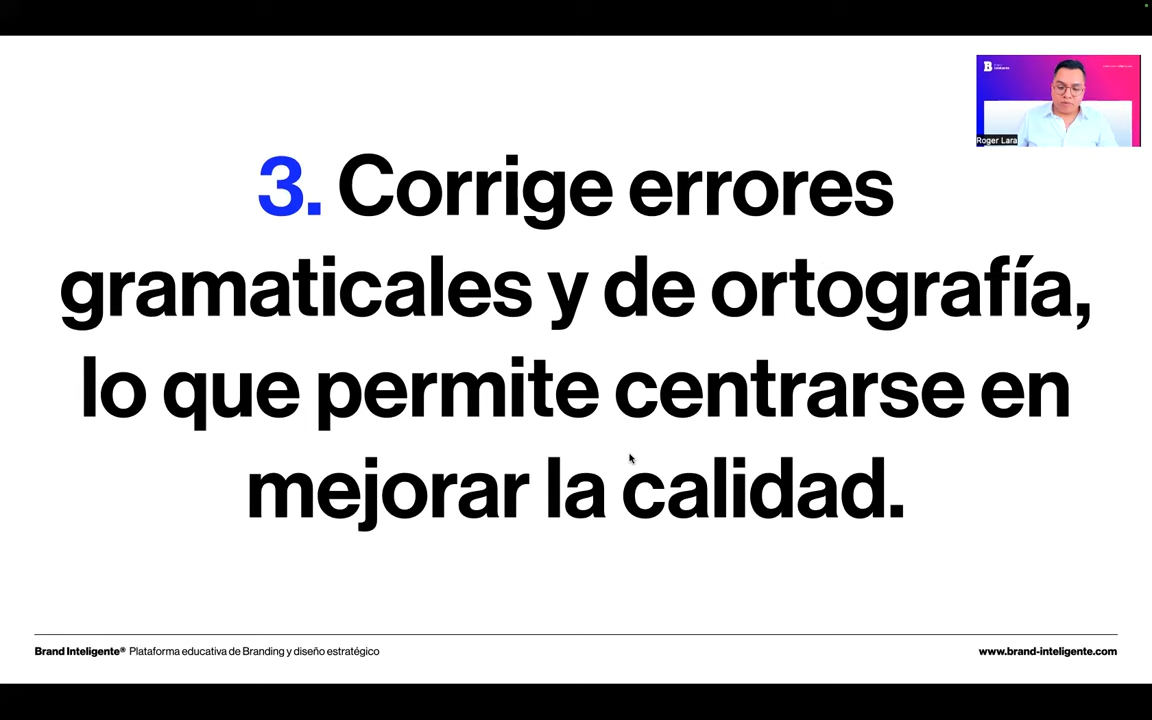 Roger Lara
3. Corrige errores
gramaticales y de ortografía,
lo que permite centrarse en
mejorar la calidad.
Brand Inteligente® Plataforma educativa de Branding y diseño estratégico
www.brand-inteligente.com